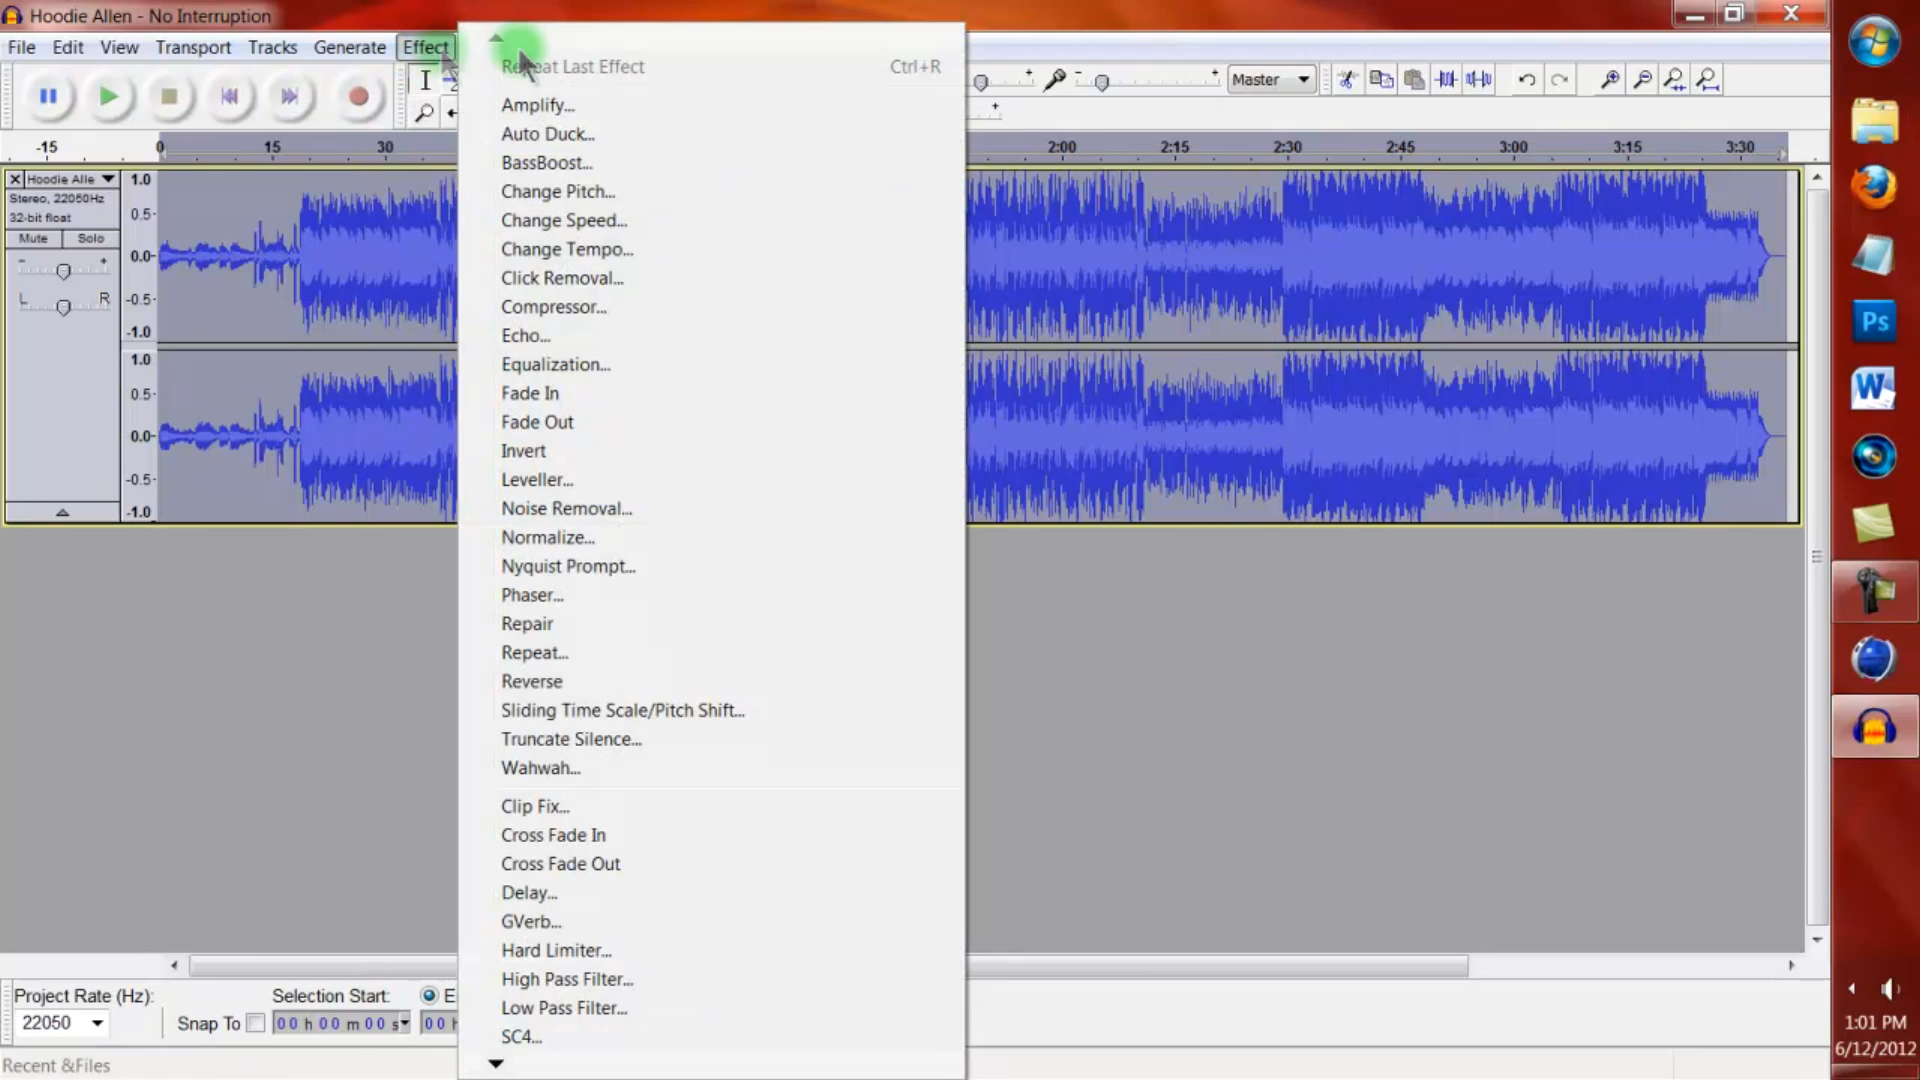 Hoodie Allen - No Interruption
File Edit View Transport Tracks Generate Effect
Repeat Last Effect Ctrl+R
Amplify...
Auto Duck...
BassBoost...
Change Pitch...
Change Speed...
Change Tempo...
Click Removal...
Compressor...
Echo...
Equalization...
Fade In
Fade Out
Invert
Leveller...
Noise Removal...
Normalize...
Nyquist Prompt...
Phaser...
Repair
Repeat...
Reverse
Sliding Time Scale/Pitch Shift...
Truncate Silence...
Wahwah...
Clip Fix...
Cross Fade In
Cross Fade Out
Delay...
GVerb...
Hard Limiter...
High Pass Filter...
Low Pass Filter...
SC4...
Master
-15 0 15 30 2:00 2:15 2:30 2:45 3:00 3:15 3:30
Hoodie Alle
Stereo, 22050Hz
32-bit float
Mute Solo
- +
L R
1.0
0.5-
0.0-
-0.5-
-1.0
1.0
0.5-
0.0-
-0.5-
-1.0
Project Rate (Hz):
22050
Snap To
Selection Start:
E
00 h 00 m 00 s
00 h
Recent &Files
Ps
W
1:01 PM
6/12/2012